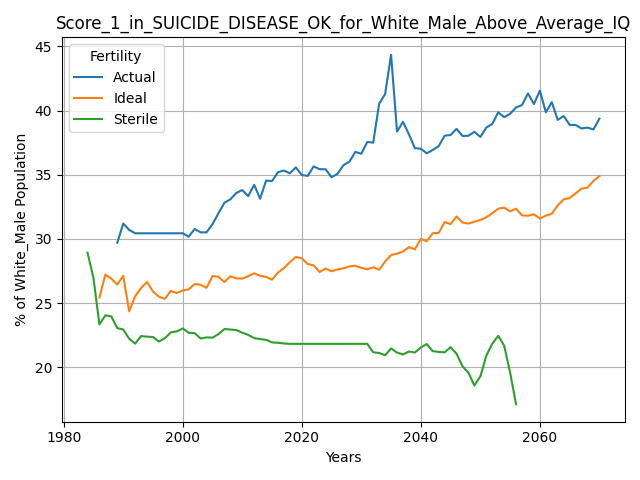 Score_1_in_SUICIDE_DISEASE_OK_for_White_Male_Above_Average_IQ
Fertility
Actual
Ideal
Sterile
% of White_Male Population
45
40
35
30
25
20
1980
2000
2020
2040
2060
Years